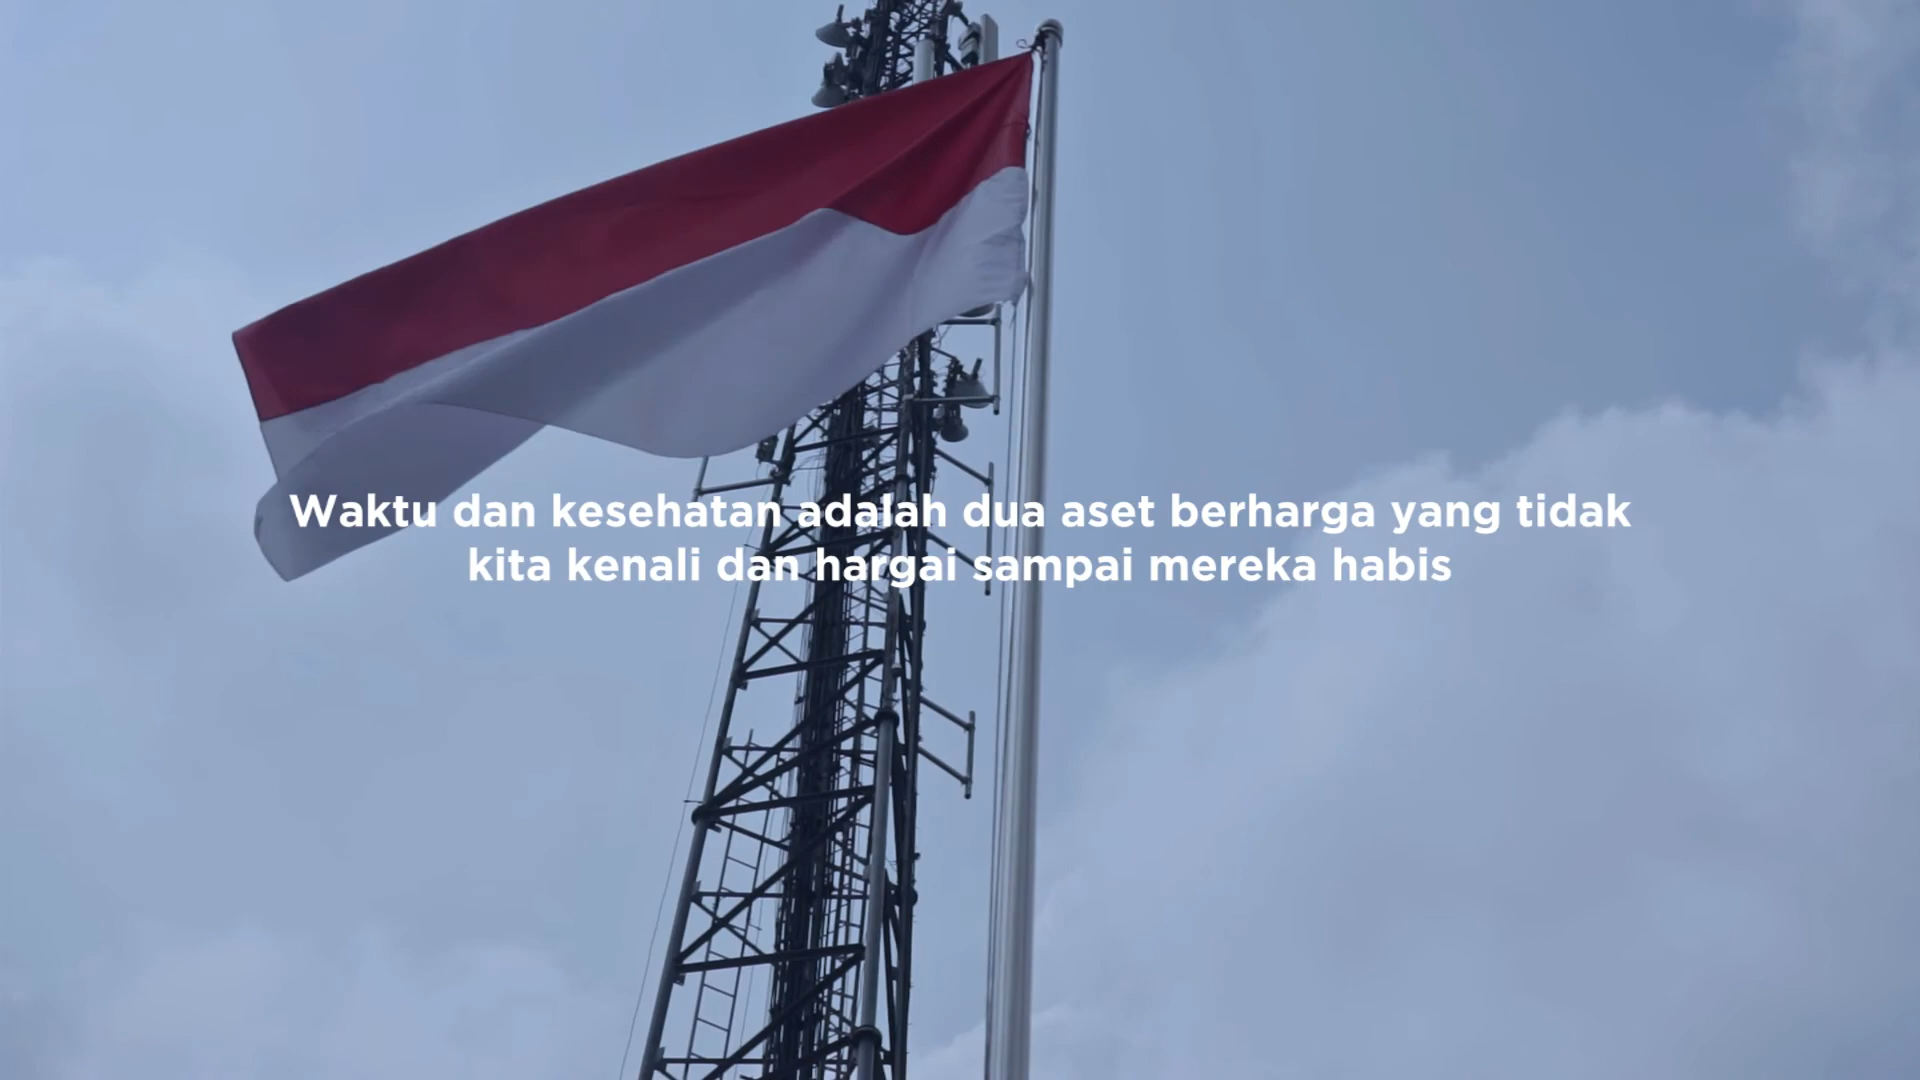 Waktu dan kesehatan adalah dua aset berharga yang tidak
kita kenali dan hargai sampai mereka habis